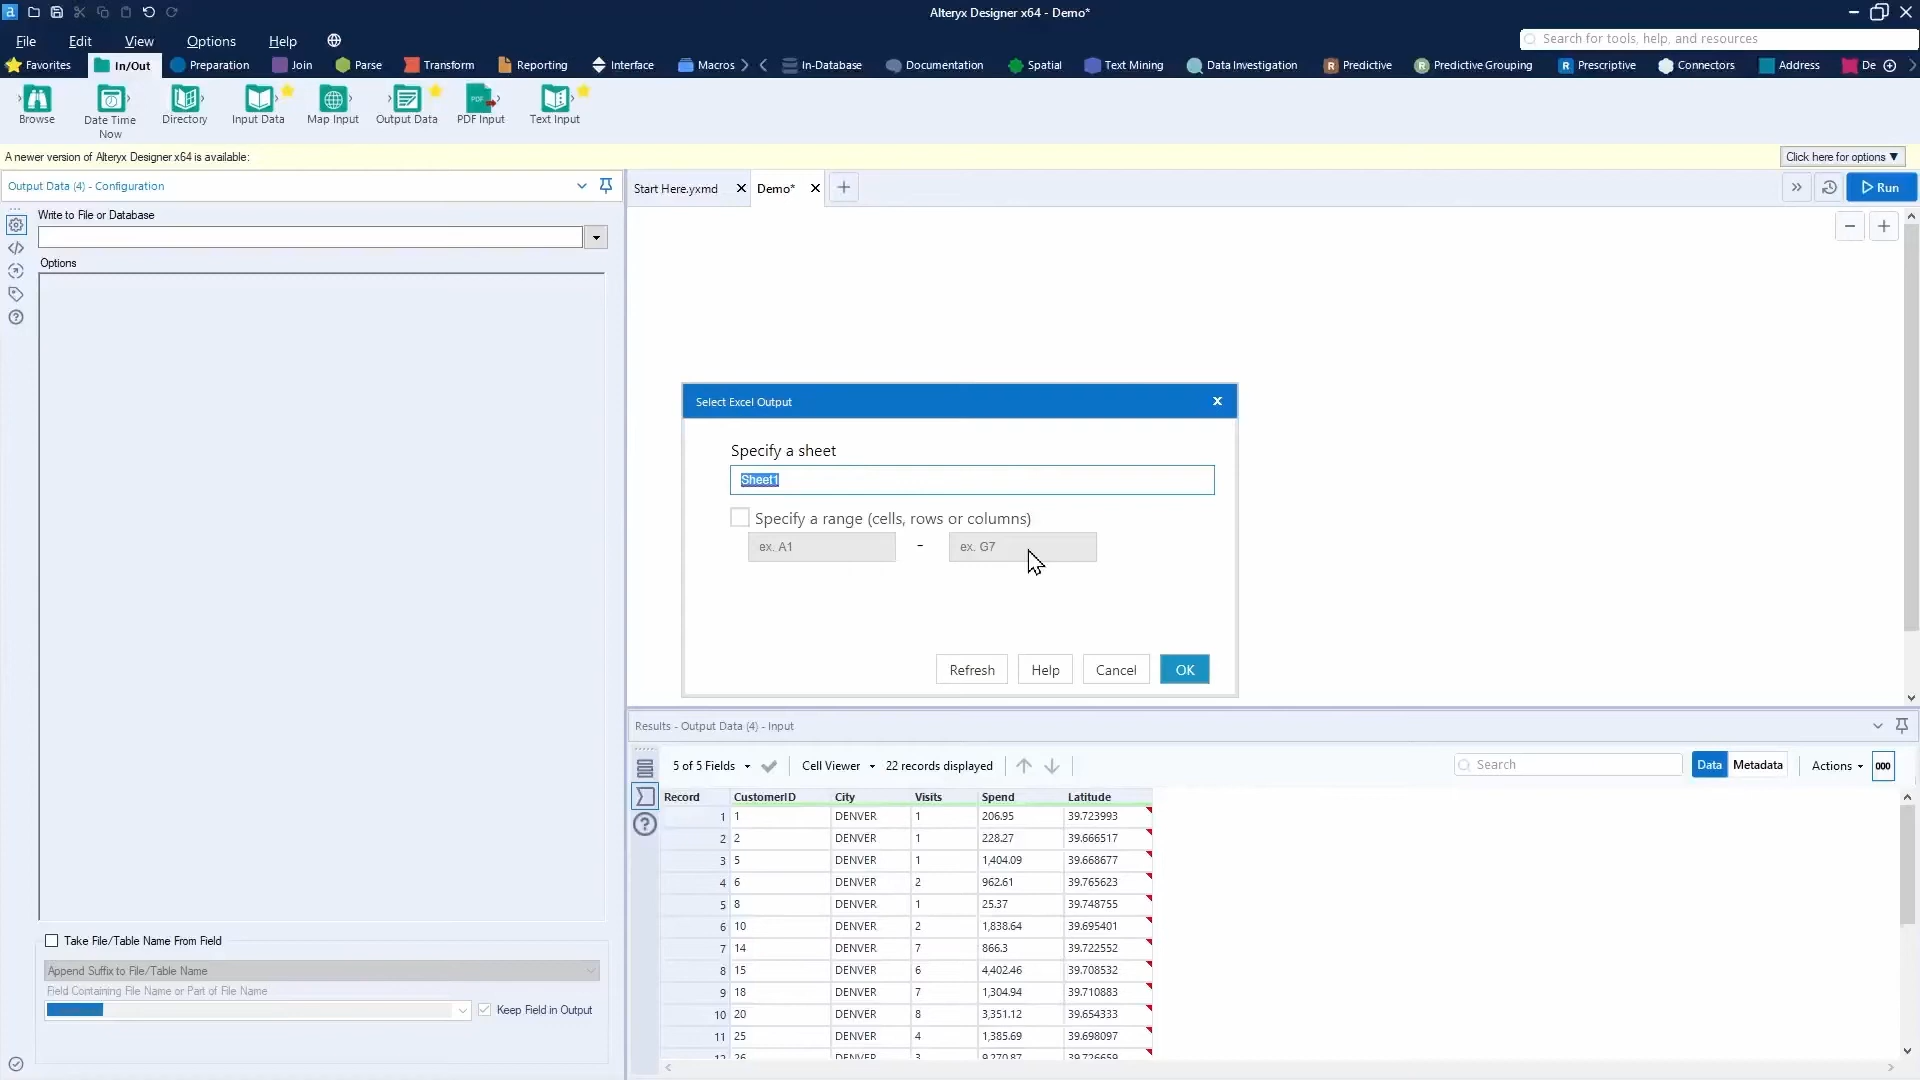 Alteryx Designer x64 - Demo*
File Edit View Options Help
Search for tools, help, and resources
Favorites In/Out Preparation Join Parse Transform Reporting Interface Macros In-Database Documentation Spatial Text Mining Data Investigation Predictive Predictive Grouping Prescriptive Connectors Address De
Browse Date Time Now Directory Input Data Map Input Output Data PDF Input Text Input
A newer version of Alteryx Designer x64 is available:
Click here for options ▼
Output Data (4) - Configuration
Start Here.yxmd Demo* Run
Write to File or Database
Options
Select Excel Output
Specify a sheet
Sheet1
Specify a range (cells, rows or columns)
ex. A1 - ex. G7
Refresh Help Cancel OK
Results - Output Data (4) - Input
5 of 5 Fields Cell Viewer 22 records displayed Search Data Metadata Actions 000
Record CustomerID City Visits Spend Latitude
1 1 DENVER 1 206.95 39.723993
2 2 DENVER 1 228.27 39.666517
3 5 DENVER 1 1,404.09 39.668677
4 6 DENVER 2 962.61 39.765623
5 8 DENVER 1 25.37 39.748755
6 10 DENVER 2 1,838.64 39.695401
7 14 DENVER 7 866.3 39.722552
8 15 DENVER 6 4,402.46 39.708532
9 18 DENVER 7 1,304.94 39.710883
10 20 DENVER 8 3,351.12 39.654333
11 25 DENVER 4 1,385.69 39.698097
12 26 DENVER 3 9,270.87 39.726659
Take File/Table Name From Field
Append Suffix to File/Table Name
Field Containing File Name or Part of File Name
Keep Field in Output